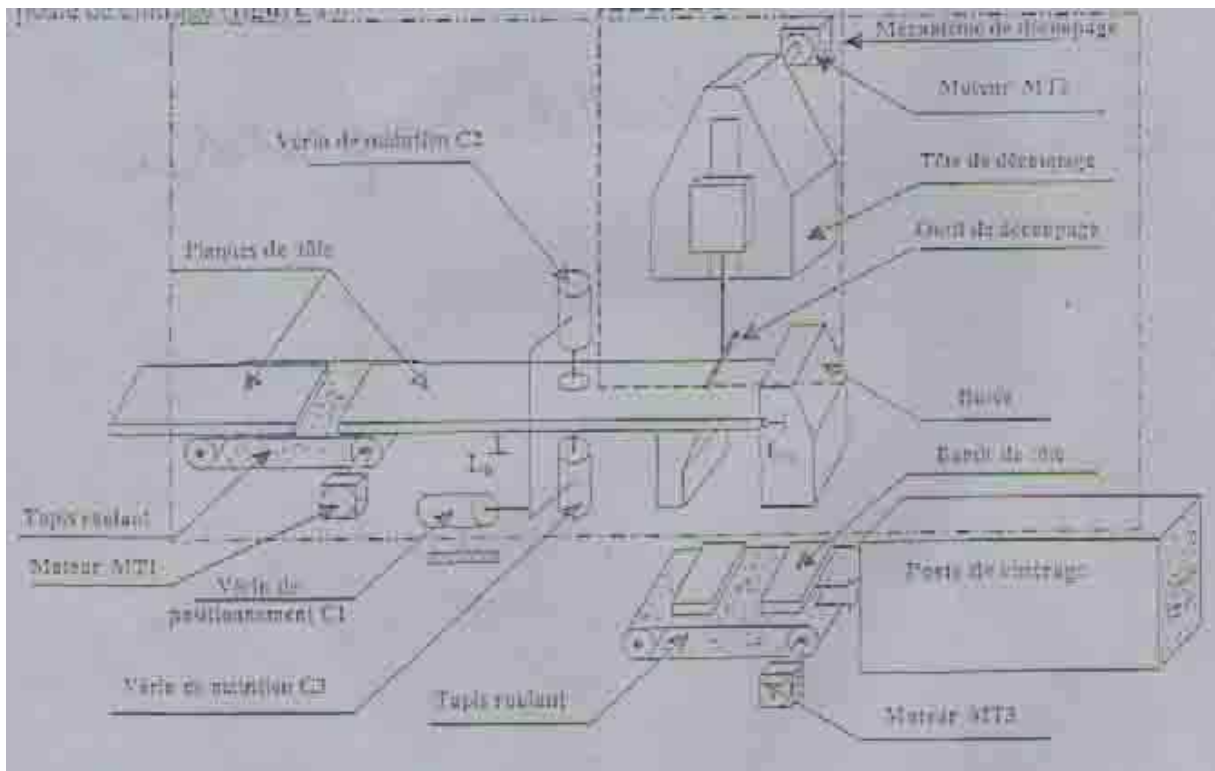 Mécanisme de découpage
Moteur MT2
Vérin de maintien C2
Tête de découpage
Outil de découpage
Plaques de tôle
Butée
Bande de tôle
Tapis roulant
Moteur MT1
Poste de cintrage
Vérin de
positionnement C1
Vérin de maintien C3
Tapis roulant
Moteur MT3